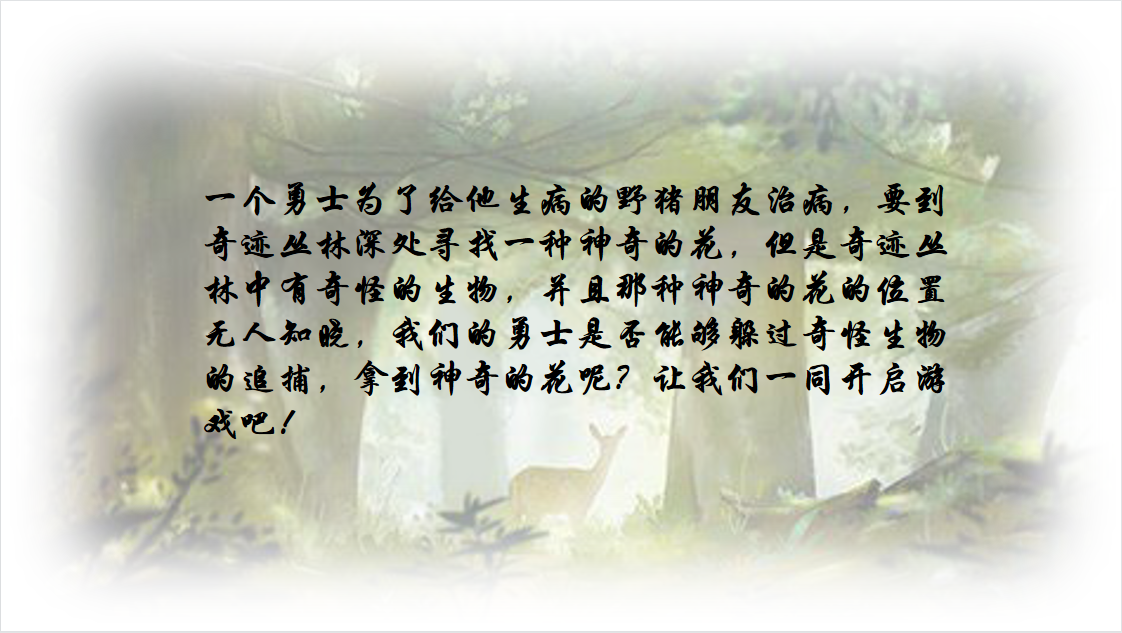 一个勇士为了给他生病的野猪朋友治病，要到
奇迹丛林深处寻找一种神奇的花，但是奇迹丛
林中有奇怪的生物，并且那种神奇的花的位置
无人知晓，我们的勇士是否能够躲过奇怪生物
的追捕，拿到神奇的花呢？让我们一同开启游
戏吧！